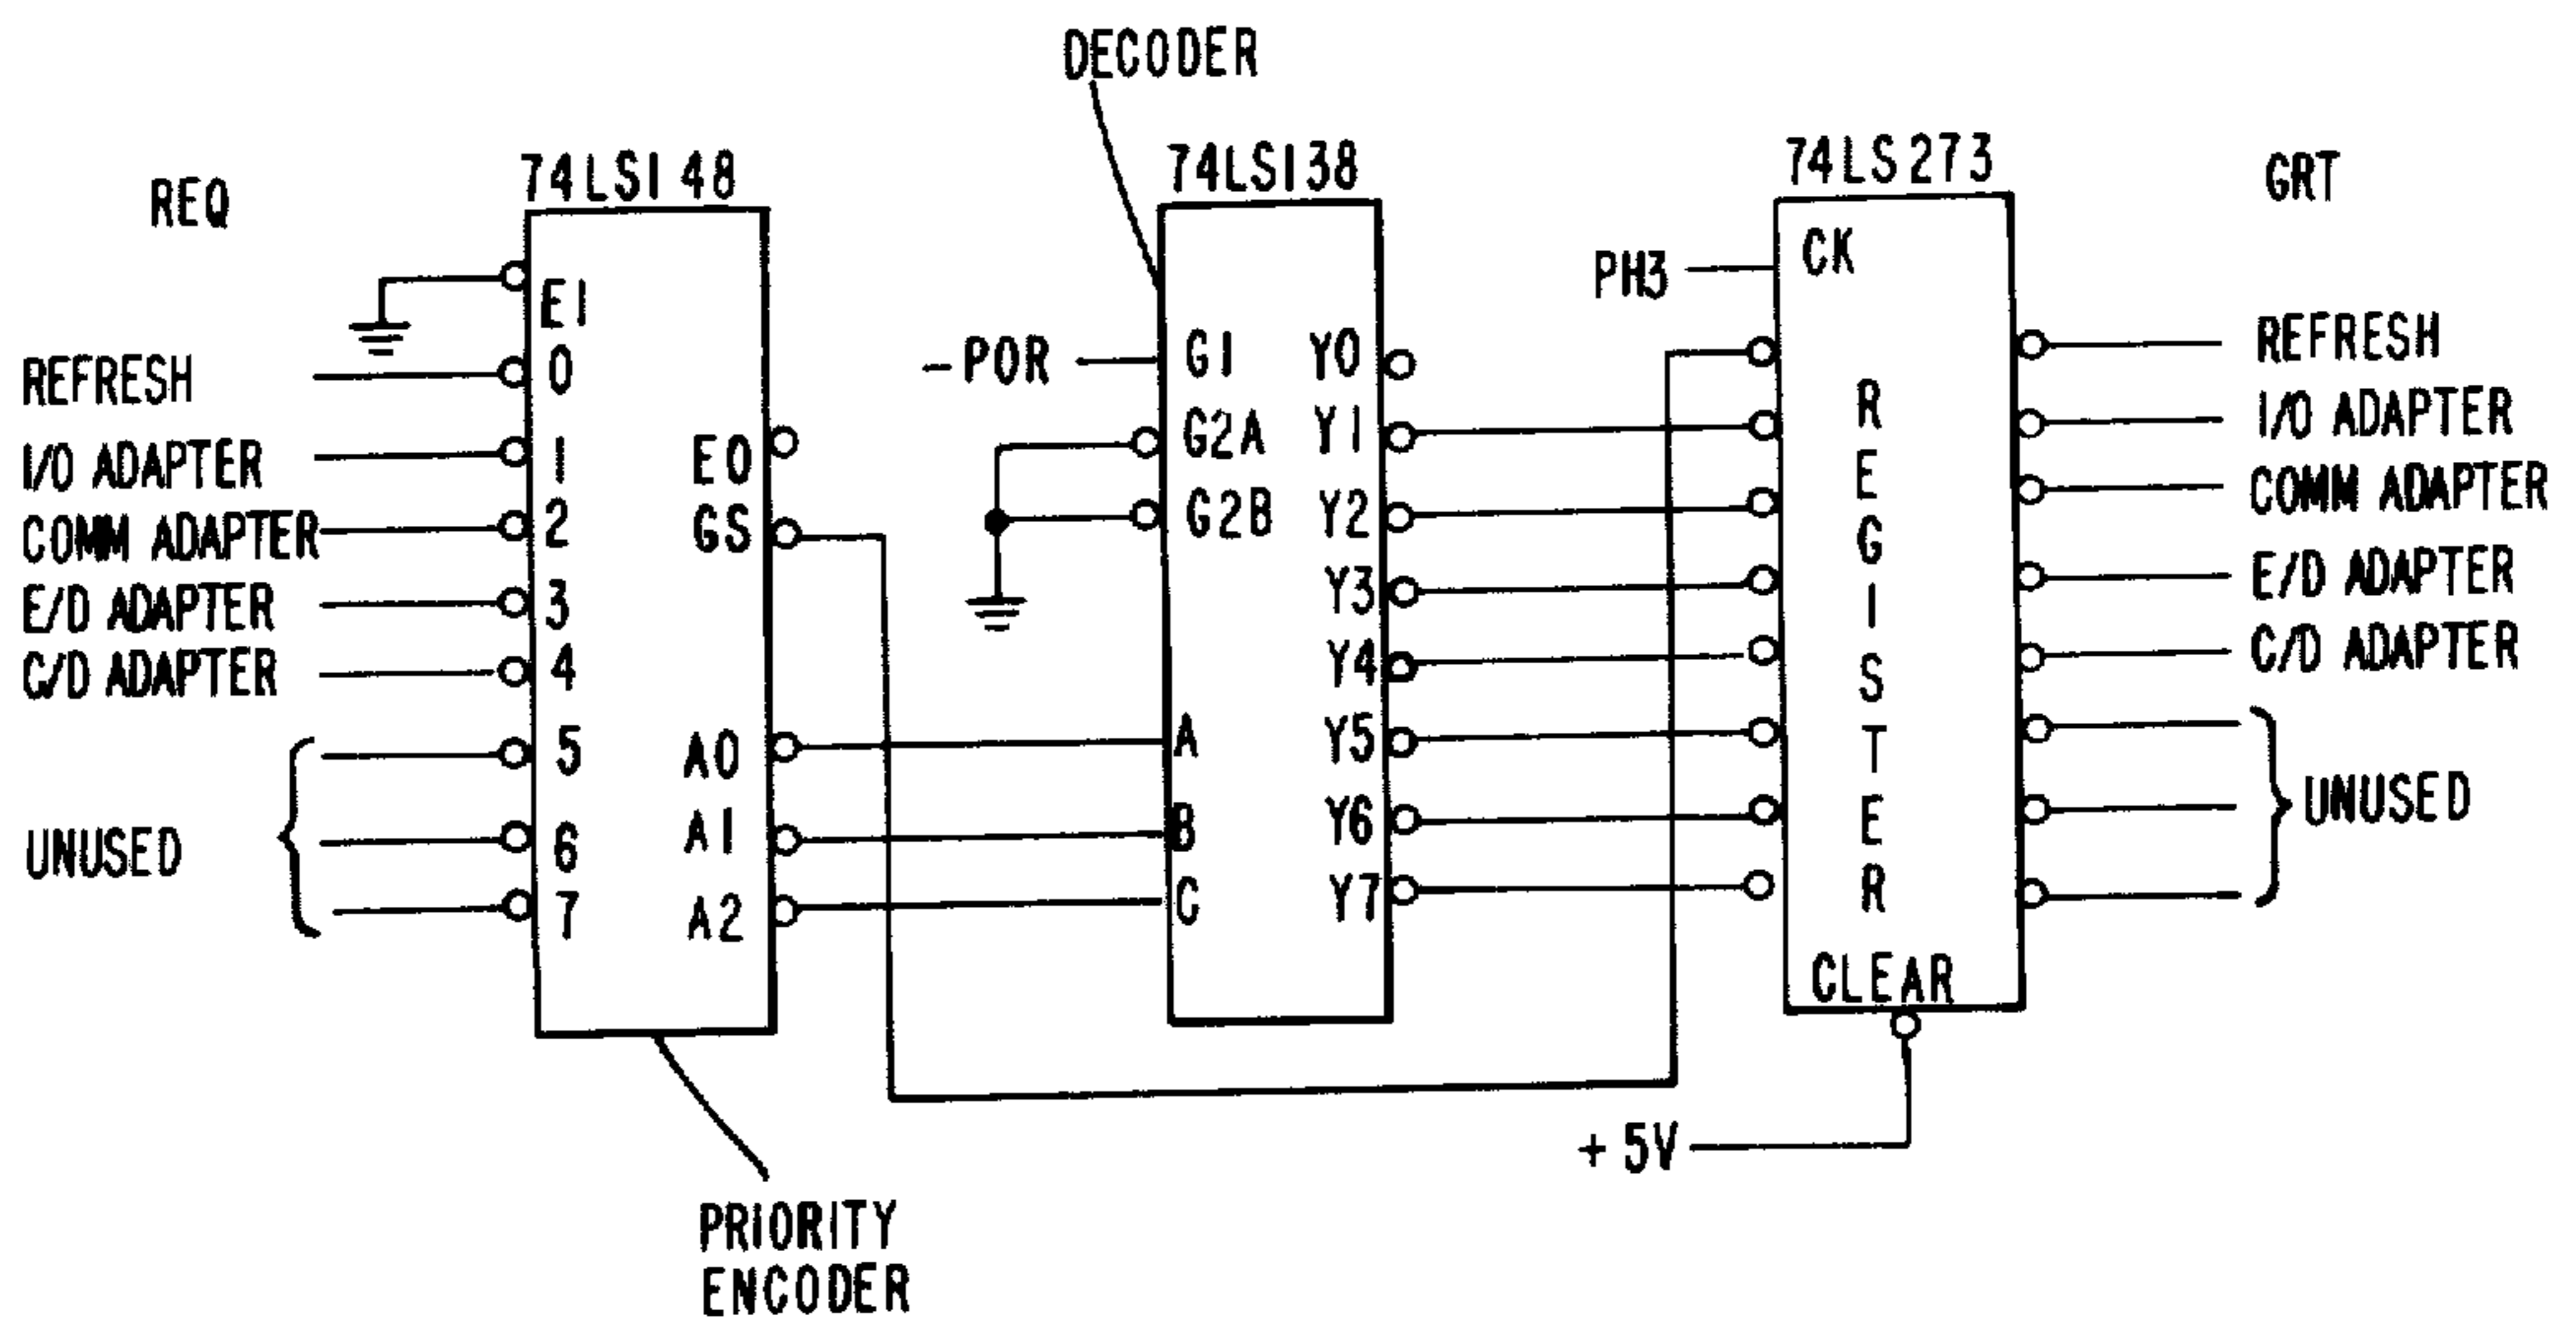 DECODER
REQ
74LS148
74LS138
74LS273
GRT
EI
0
1
2
3
4
5
6
7
EO
GS
A0
A1
A2
REFRESH
I/O ADAPTER
COMM ADAPTER
E/D ADAPTER
C/D ADAPTER
UNUSED
-POR
G1
G2A
G2B
A
B
C
Y0
Y1
Y2
Y3
Y4
Y5
Y6
Y7
PH3
CK
REGISTER
CLEAR
+5V
REFRESH
I/O ADAPTER
COMM ADAPTER
E/D ADAPTER
C/D ADAPTER
UNUSED
PRIORITY
ENCODER